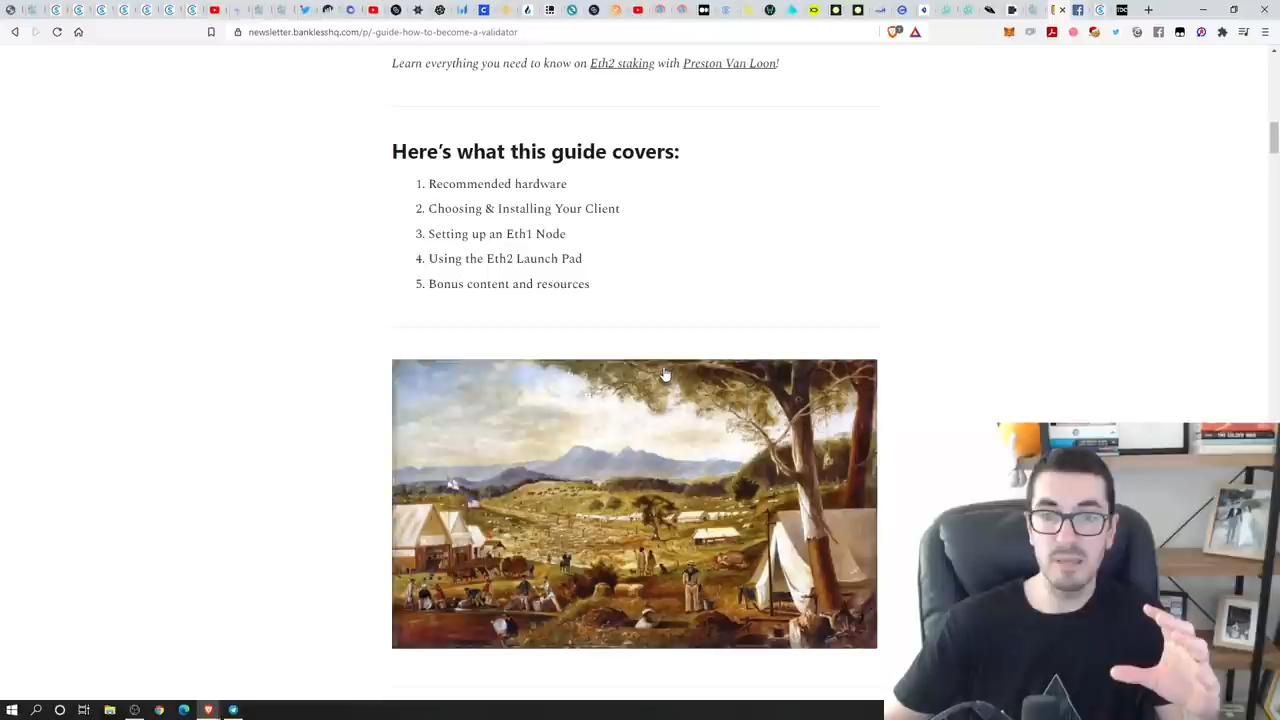 newsletter.banklesshq.com/p/-guide-how-to-become-a-validator
Learn everything you need to know on Eth2 staking with Preston Van Loon!
Here's what this guide covers:
1. Recommended hardware
2. Choosing & Installing Your Client
3. Setting up an Eth1 Node
4. Using the Eth2 Launch Pad
5. Bonus content and resources